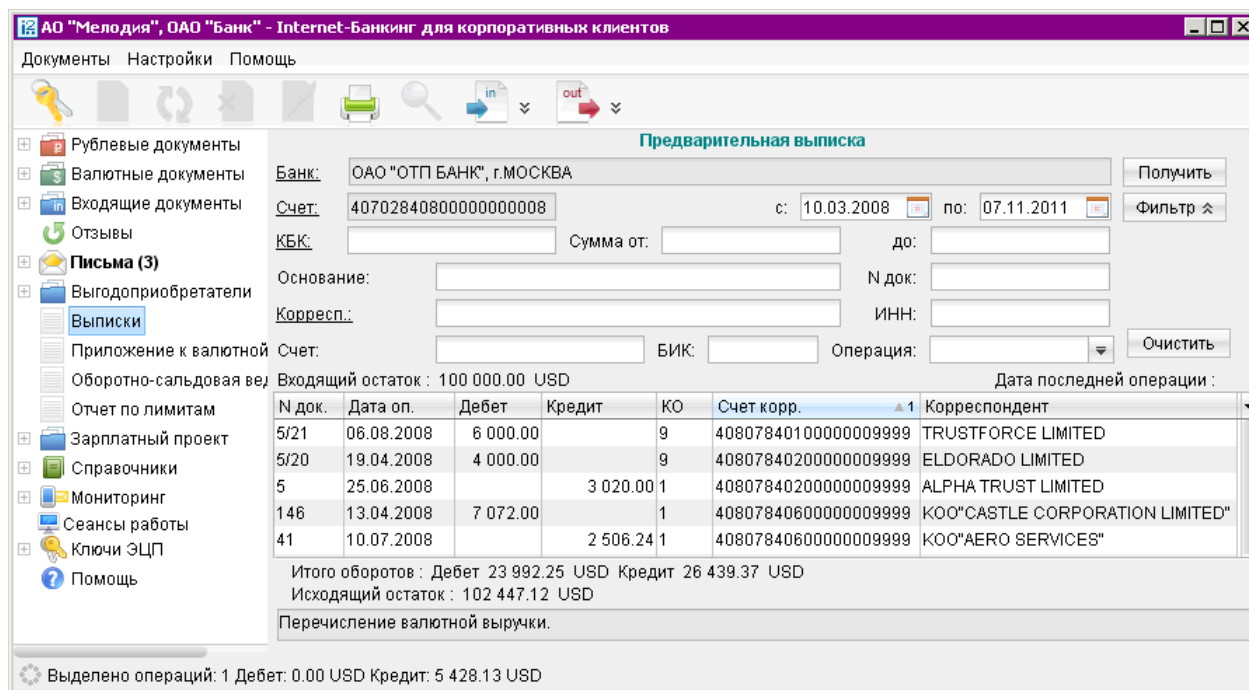 АО "Мелодия", ОАО "Банк" - Internet-Банкинг для корпоративных клиентов
Документы Настройки Помощь
in out
Рублевые документы
Валютные документы
Входящие документы
Отзывы
Письма (3)
Выгодоприобретатели
Выписки
Приложение к валютной
Оборотно-сальдовая вед
Отчет по лимитам
Зарплатный проект
Справочники
Мониторинг
Сеансы работы
Ключи ЭЦП
Помощь
Предварительная выписка
Банк: ОАО "ОТП БАНК", г.МОСКВА Получить
Счет: 40702840800000000008 с: 10.03.2008 по: 07.11.2011 Фильтр
КБК: Сумма от: до:
Основание: N док:
Корресп.: ИНН:
Счет: БИК: Операция: Очистить
Входящий остаток : 100 000.00 USD Дата последней операции :
N док. Дата оп. Дебет Кредит КО Счет корр. 1 Корреспондент
5/21 06.08.2008 6 000.00 9 40807840100000009999 TRUSTFORCE LIMITED
5/20 19.04.2008 4 000.00 9 40807840200000009999 ELDORADO LIMITED
5 25.06.2008 3 020.00 1 40807840200000009999 ALPHA TRUST LIMITED
146 13.04.2008 7 072.00 1 40807840600000009999 КОО"CASTLE CORPORATION LIMITED"
41 10.07.2008 2 506.24 1 40807840600000009999 КОО"AERO SERVICES"
Итого оборотов : Дебет 23 992.25 USD Кредит 26 439.37 USD
Исходящий остаток : 102 447.12 USD
Перечисление валютной выручки.
Выделено операций: 1 Дебет: 0.00 USD Кредит: 5 428.13 USD